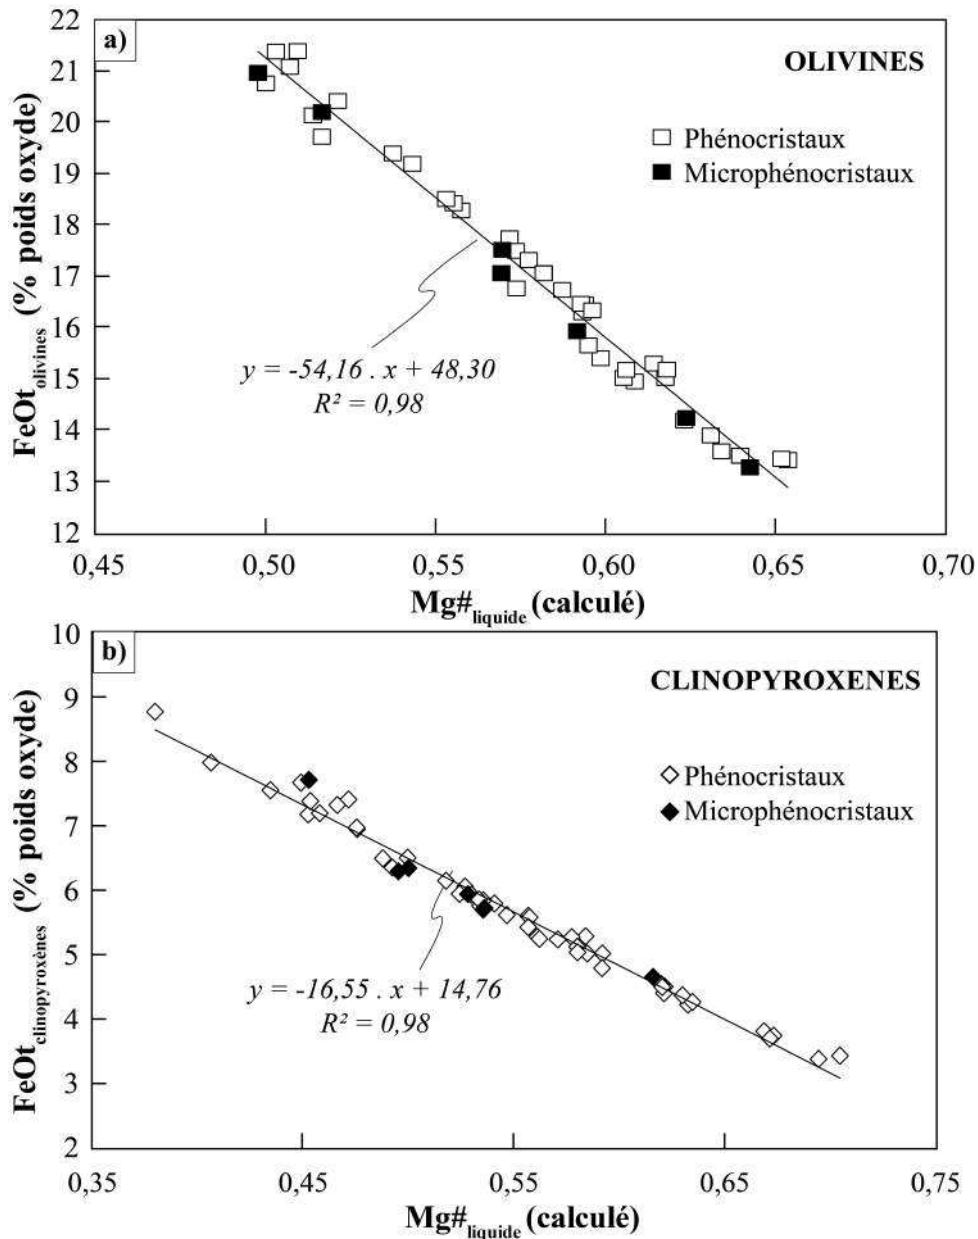 a)
OLIVINES
Phénocristaux
Microphénocristaux
22
21
20
19
18
17
16
15
14
13
12
FeOt olivines (% poids oxyde)
y = -54,16 . x + 48,30
R² = 0,98
0,45 0,50 0,55 0,60 0,65 0,70
Mg# liquide (calculé)
b)
CLINOPYROXENES
Phénocristaux
Microphénocristaux
10
9
8
7
6
5
4
3
2
FeOt clinopyroxènes (% poids oxyde)
y = -16,55 . x + 14,76
R² = 0,98
0,35 0,45 0,55 0,65 0,75
Mg# liquide (calculé)